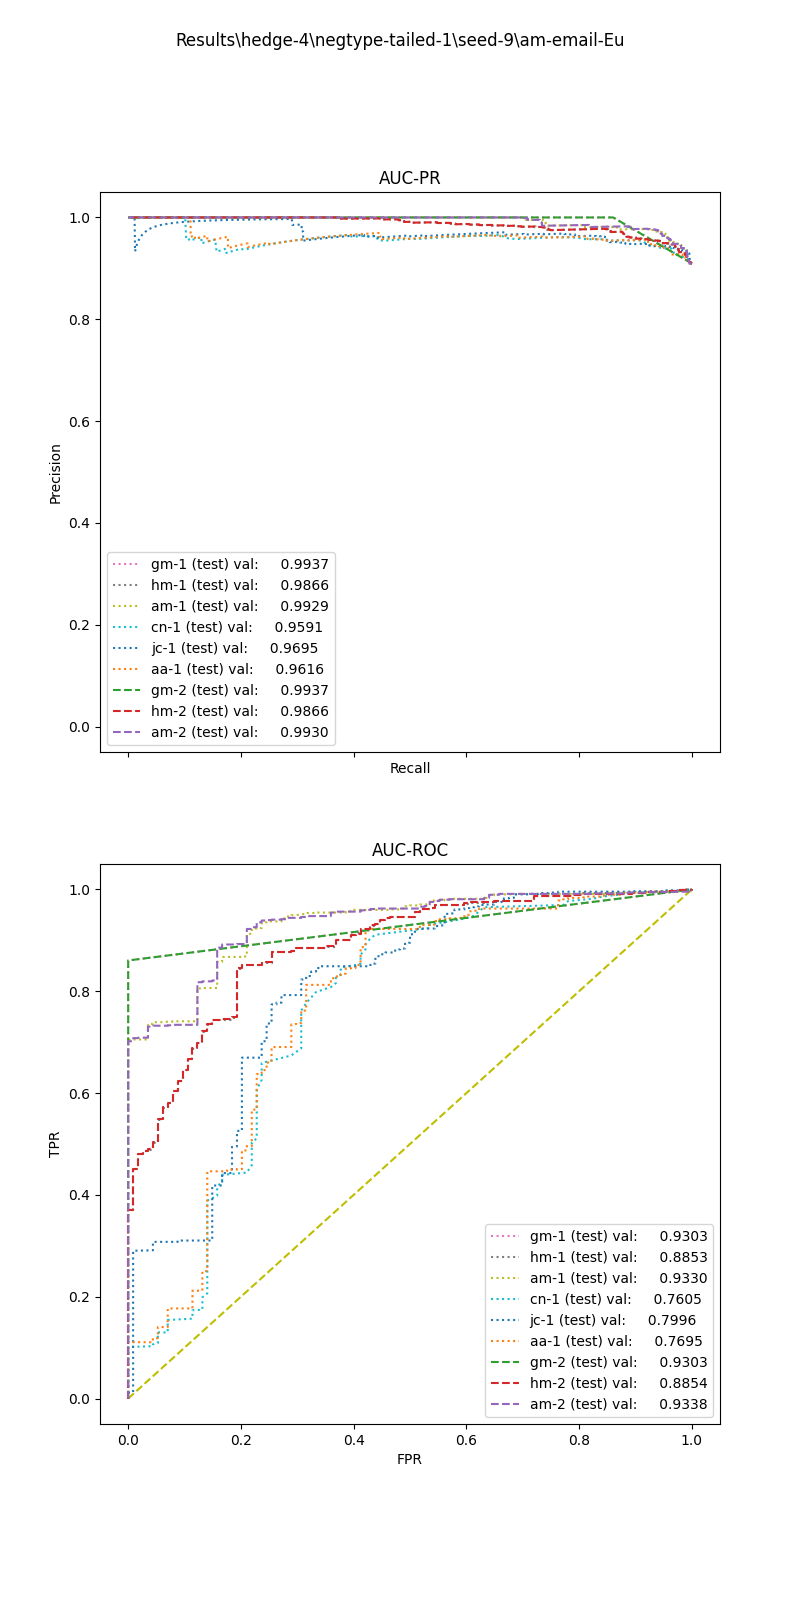 Results\hedge-4\negtype-tailed-1\seed-9\am-email-Eu
AUC-PR
1.0
0.8
0.6
0.4
0.2
0.0
Precision
gm-1 (test) val: 0.9937
hm-1 (test) val: 0.9866
am-1 (test) val: 0.9929
cn-1 (test) val: 0.9591
jc-1 (test) val: 0.9695
aa-1 (test) val: 0.9616
gm-2 (test) val: 0.9937
hm-2 (test) val: 0.9866
am-2 (test) val: 0.9930
Recall
AUC-ROC
1.0
0.8
0.6
0.4
0.2
0.0
TPR
gm-1 (test) val: 0.9303
hm-1 (test) val: 0.8853
am-1 (test) val: 0.9330
cn-1 (test) val: 0.7605
jc-1 (test) val: 0.7996
aa-1 (test) val: 0.7695
gm-2 (test) val: 0.9303
hm-2 (test) val: 0.8854
am-2 (test) val: 0.9338
0.0 0.2 0.4 0.6 0.8 1.0
FPR